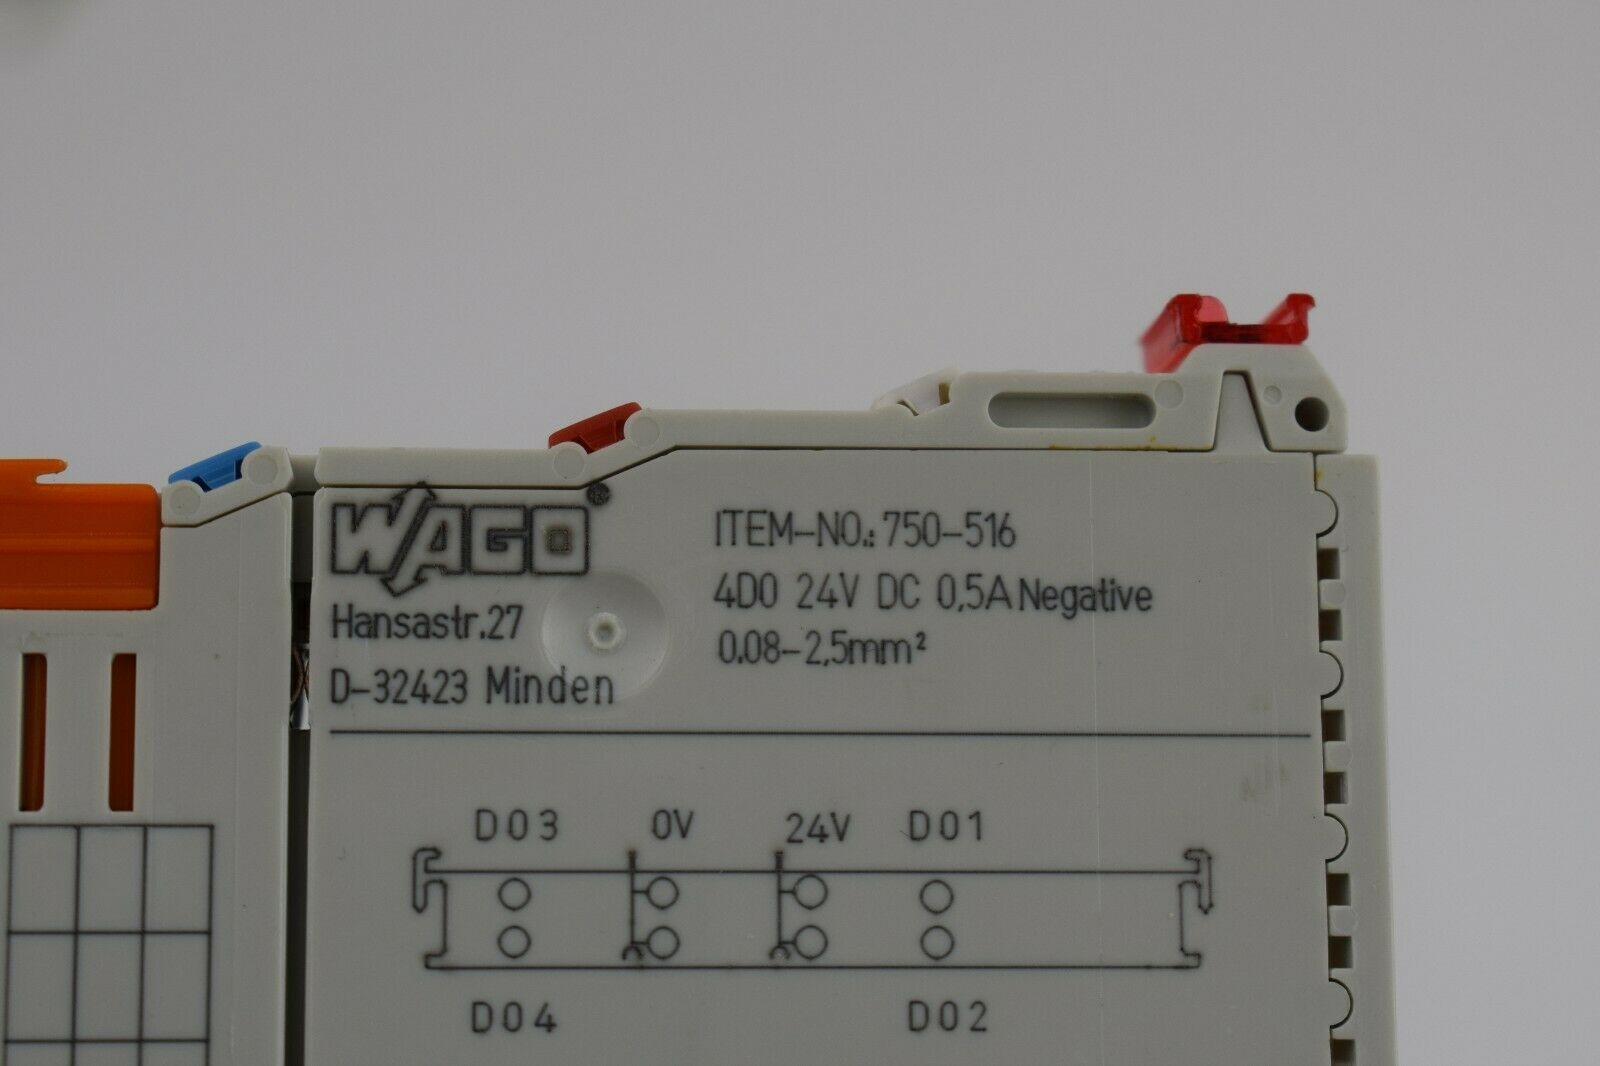 WAGO®
Hansastr.27
D-32423 Minden
ITEM-NO.: 750-516
4DO 24V DC 0,5A Negative
0.08-2,5mm²
DO3 0V 24V DO1
DO4 DO2